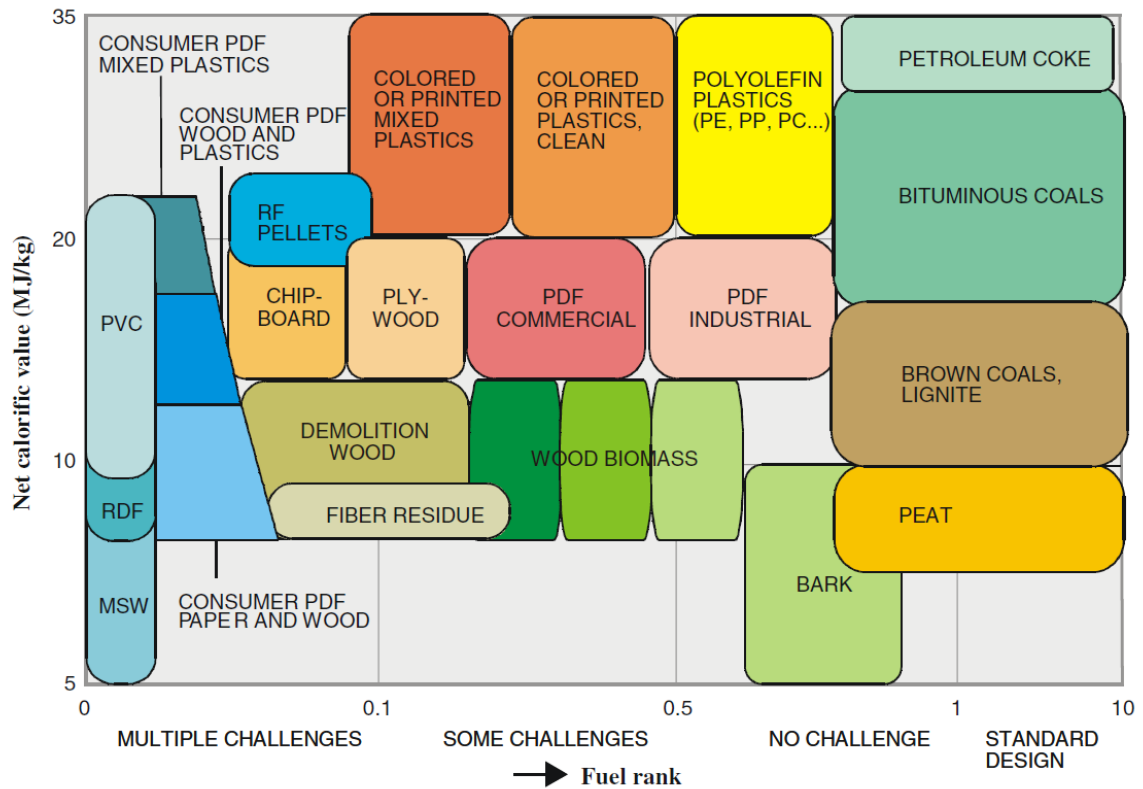 35
CONSUMER PDF
MIXED PLASTICS
CONSUMER PDF
WOOD AND
PLASTICS
COLORED
OR PRINTED
MIXED
PLASTICS
COLORED
OR PRINTED
PLASTICS,
CLEAN
POLYOLEFIN
PLASTICS
(PE, PP, PC...)
PETROLEUM COKE
BITUMINOUS COALS
RF
PELLETS
20
Net calorific value (MJ/kg)
PVC
CHIP-
BOARD
PLY-
WOOD
PDF
COMMERCIAL
PDF
INDUSTRIAL
BROWN COALS,
LIGNITE
DEMOLITION
WOOD
WOOD BIOMASS
10
RDF
FIBER RESIDUE
PEAT
MSW
CONSUMER PDF
PAPER AND WOOD
BARK
5
0 0.1 0.5 1 10
MULTIPLE CHALLENGES SOME CHALLENGES NO CHALLENGE STANDARD
DESIGN
Fuel rank